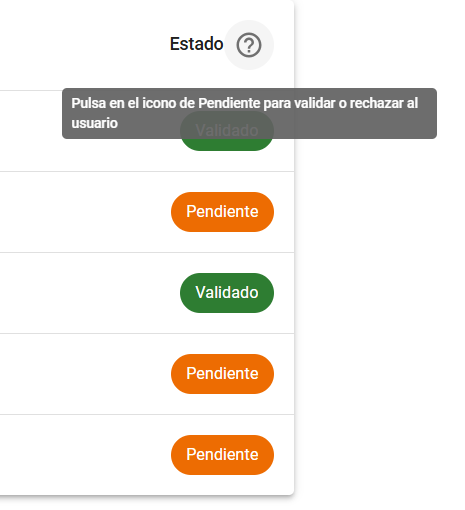 Estado
Pulsa en el icono de Pendiente para validar o rechazar al
usuario
Validado
Pendiente
Validado
Pendiente
Pendiente